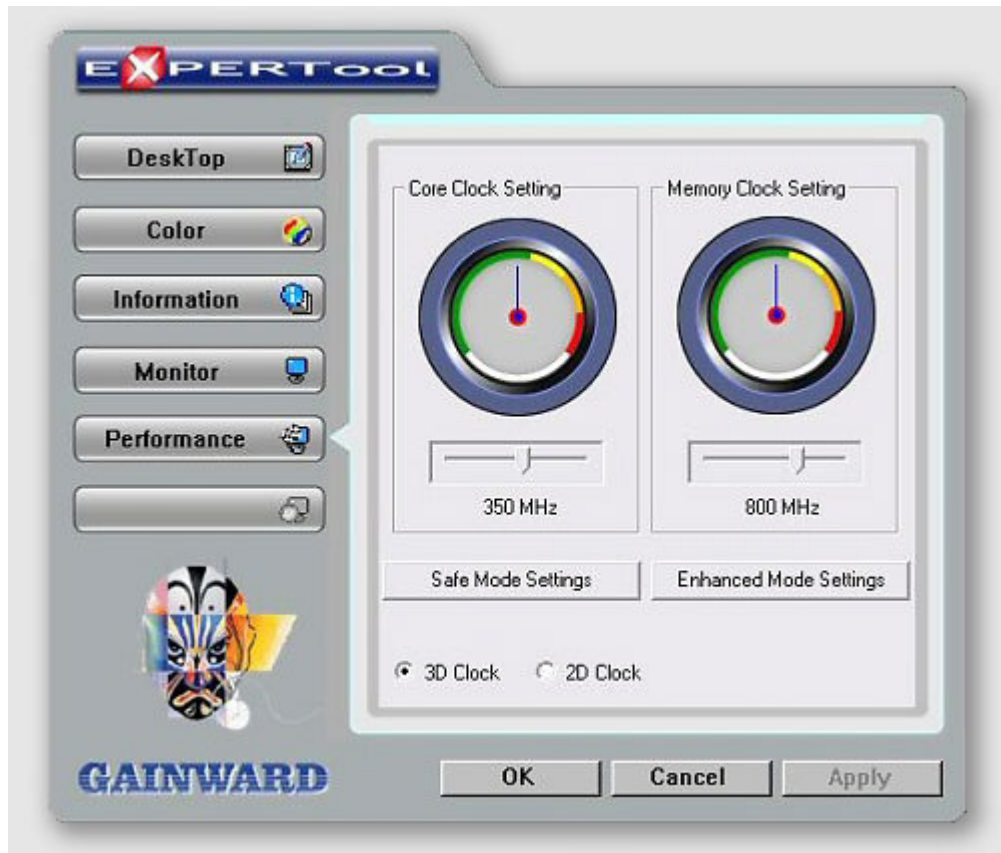 EXPERTool
DeskTop
Color
Information
Monitor
Performance
Core Clock Setting
350 MHz
Memory Clock Setting
800 MHz
Safe Mode Settings
Enhanced Mode Settings
3D Clock
2D Clock
GAINWARD
OK
Cancel
Apply